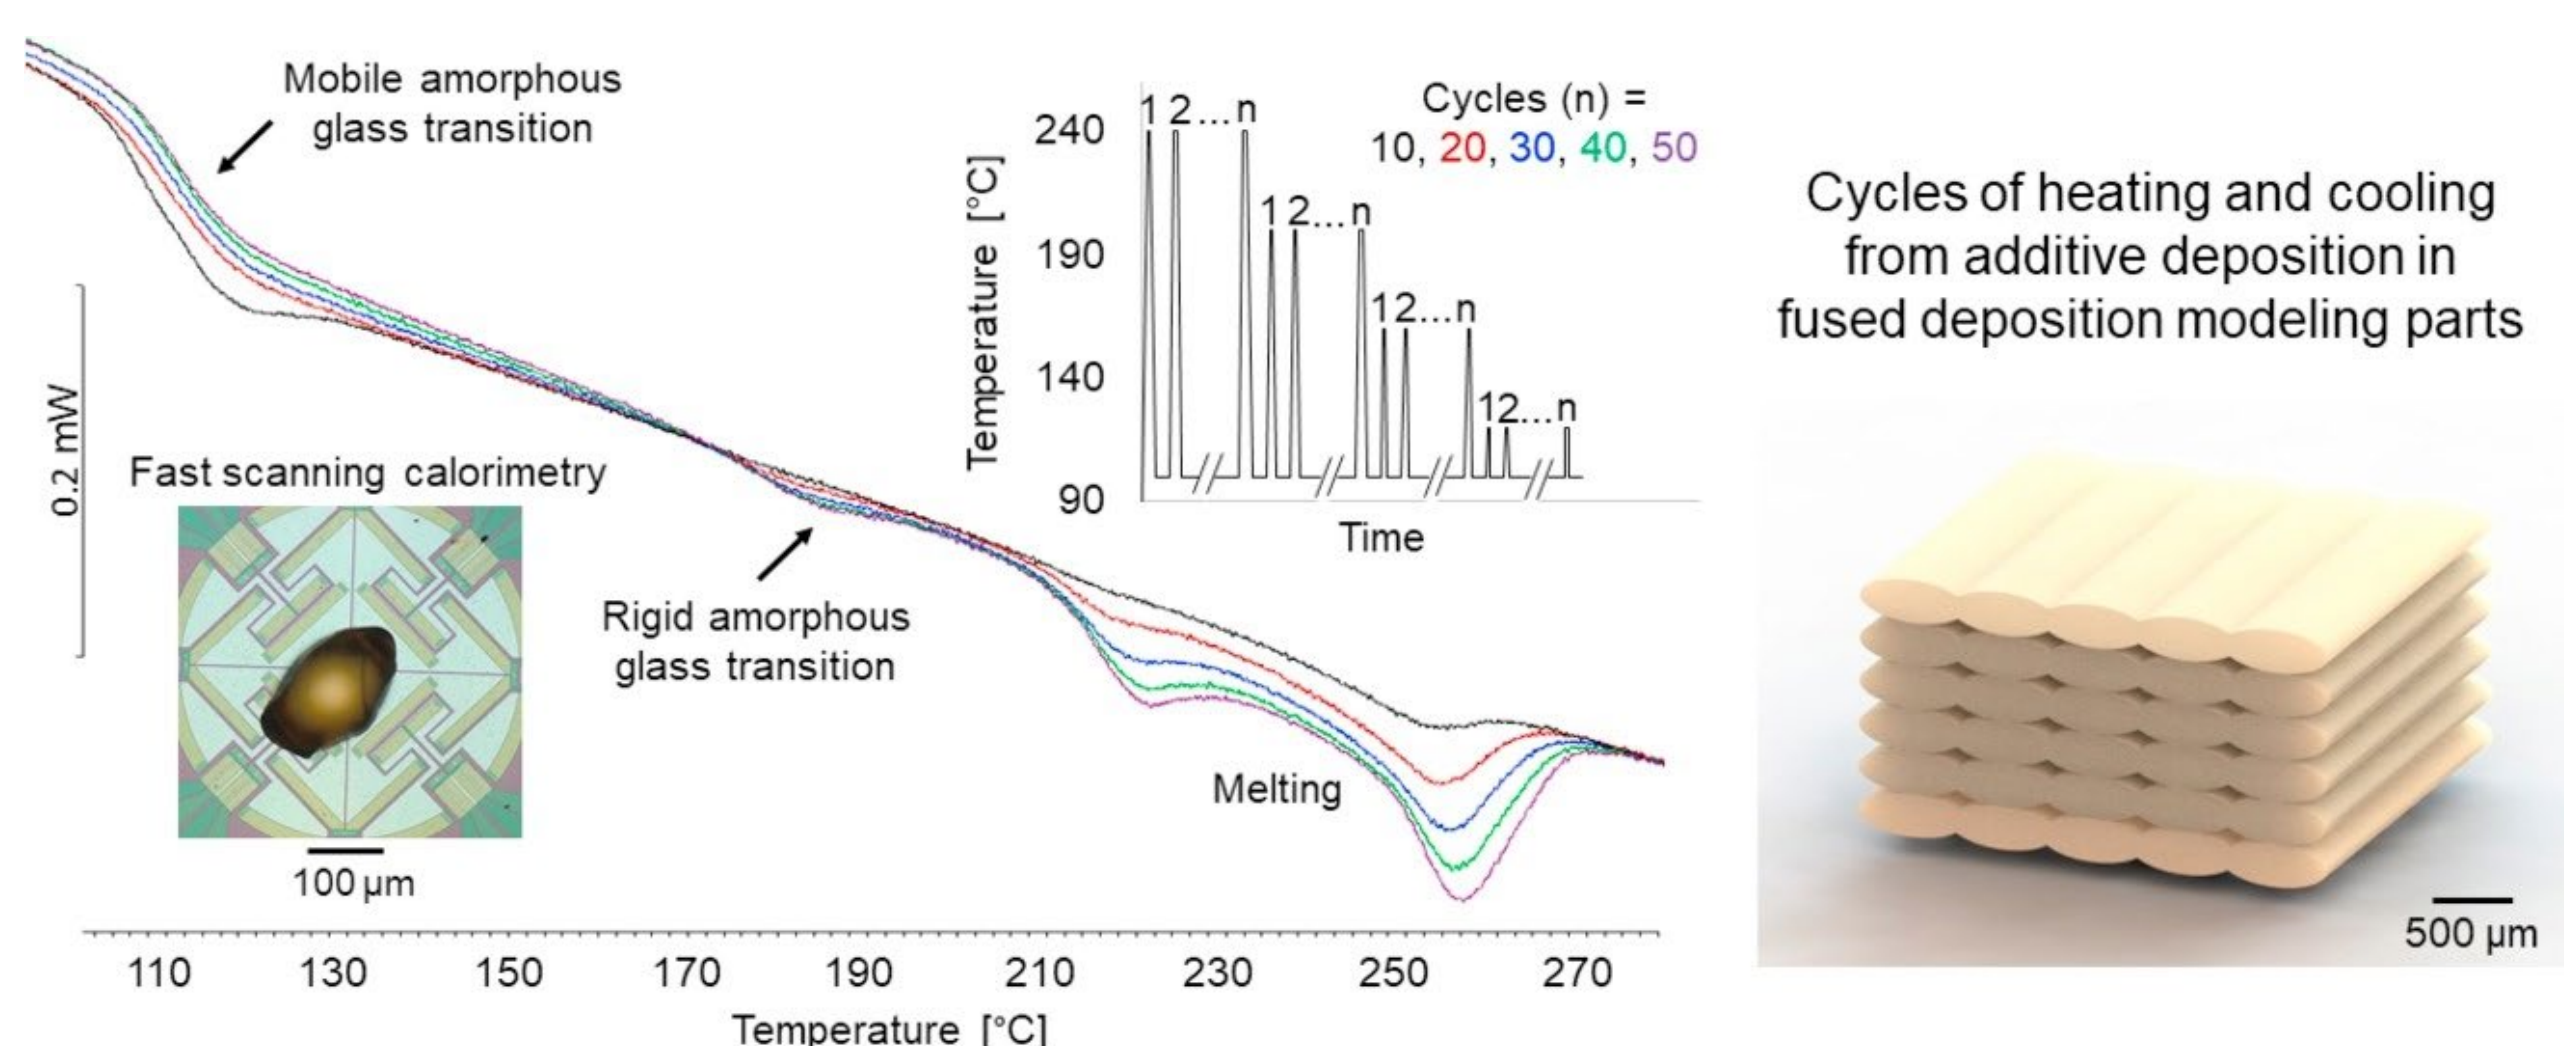 Mobile amorphous
glass transition
0.2 mW
Fast scanning calorimetry
100 µm
Rigid amorphous
glass transition
Melting
110 130 150 170 190 210 230 250 270
Temperature [°C]
Cycles (n) =
10, 20, 30, 40, 50
1 2...n
1 2...n
1 2...n
1 2...n
240
190
140
90
Temperature [°C]
Time
Cycles of heating and cooling
from additive deposition in
fused deposition modeling parts
500 µm